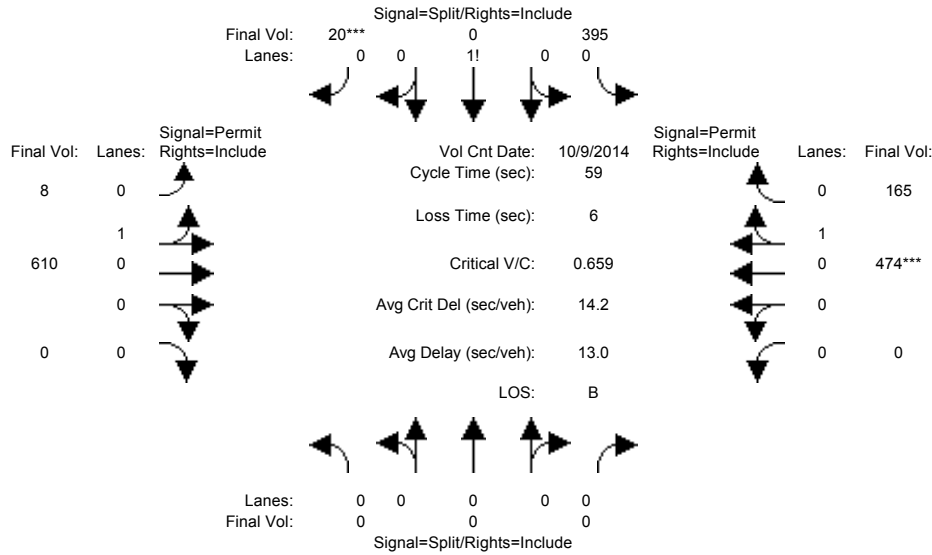 Signal=Split/Rights=Include
Final Vol: 20*** 0 395
Lanes: 0 0 1! 0 0
Signal=Permit Signal=Permit
Final Vol: Lanes: Rights=Include Vol Cnt Date: 10/9/2014 Rights=Include Lanes: Final Vol:
Cycle Time (sec): 59
8 0 0 165
Loss Time (sec): 6
1 1
610 0 Critical V/C: 0.659 0 474***
0 Avg Crit Del (sec/veh): 14.2 0
0 0 Avg Delay (sec/veh): 13.0 0 0
LOS: B
Lanes: 0 0 0 0 0
Final Vol: 0 0 0
Signal=Split/Rights=Include